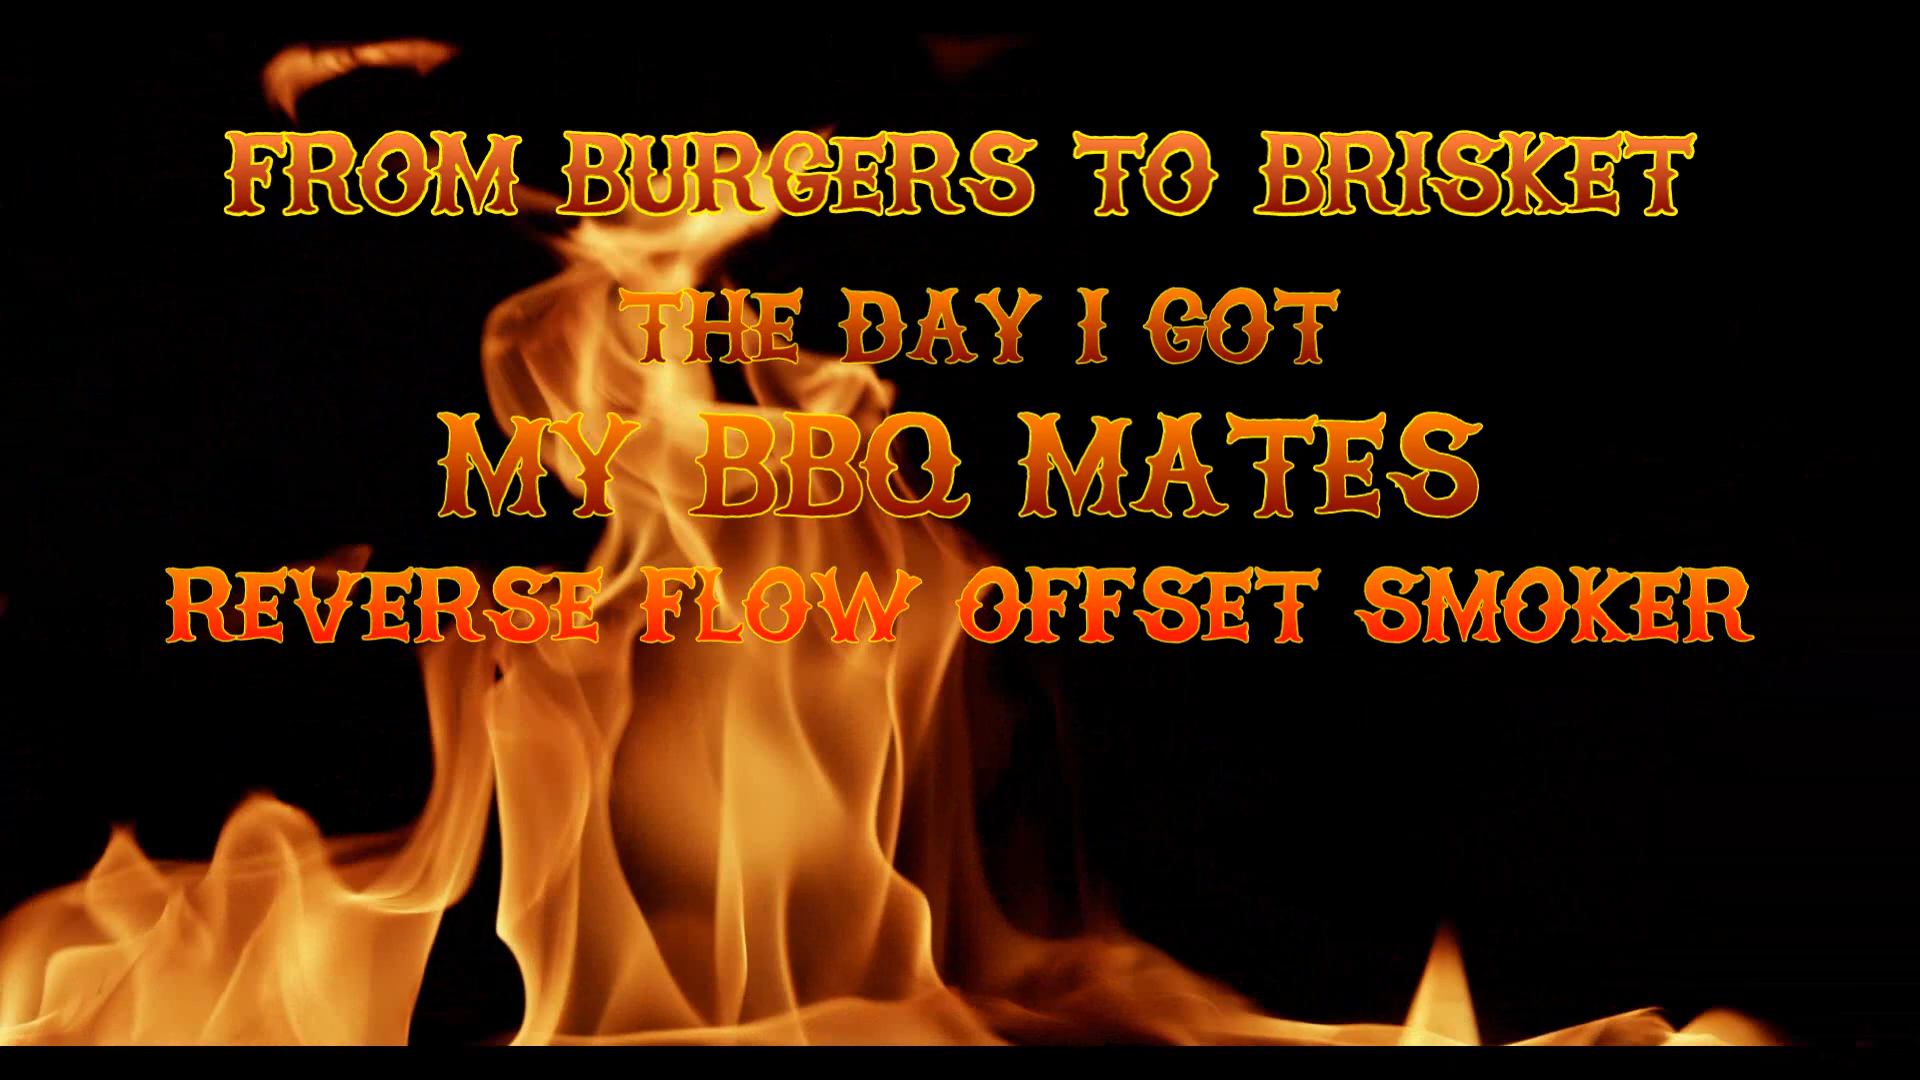 FROM BURGERS TO BRISKET
THE DAY I GOT
MY BBQ MATES
REVERSE FLOW OFFSET SMOKER